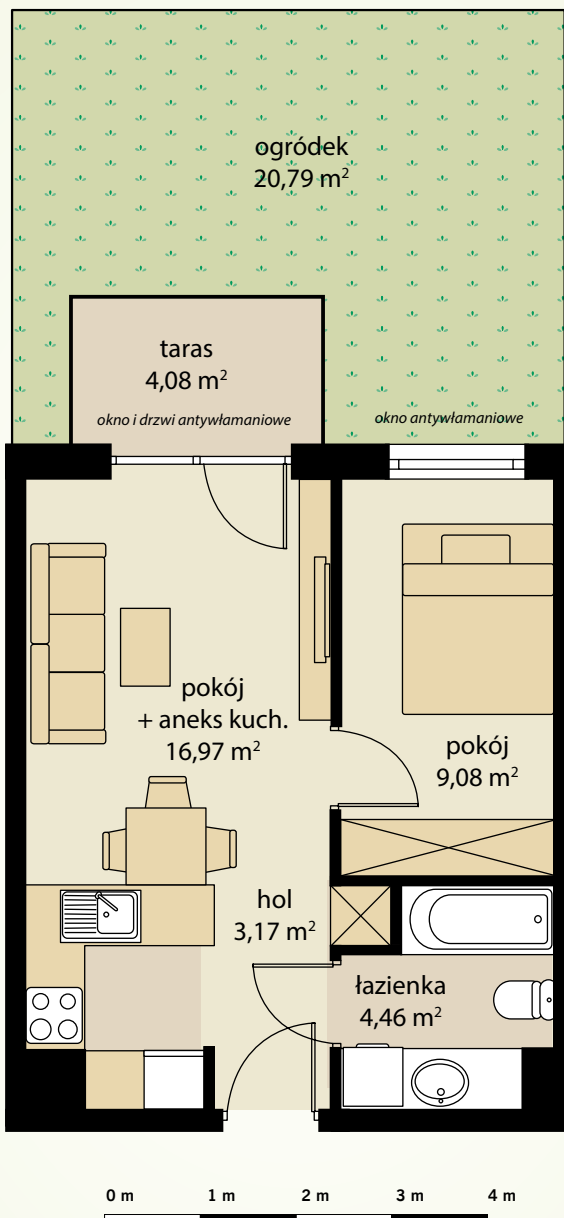 ogródek
20,79 m²
taras
4,08 m²
okno i drzwi antywłamaniowe
okno antywłamaniowe
pokój
+ aneks kuch.
16,97 m²
pokój
9,08 m²
hol
3,17 m²
łazienka
4,46 m²
0 m 1 m 2 m 3 m 4 m